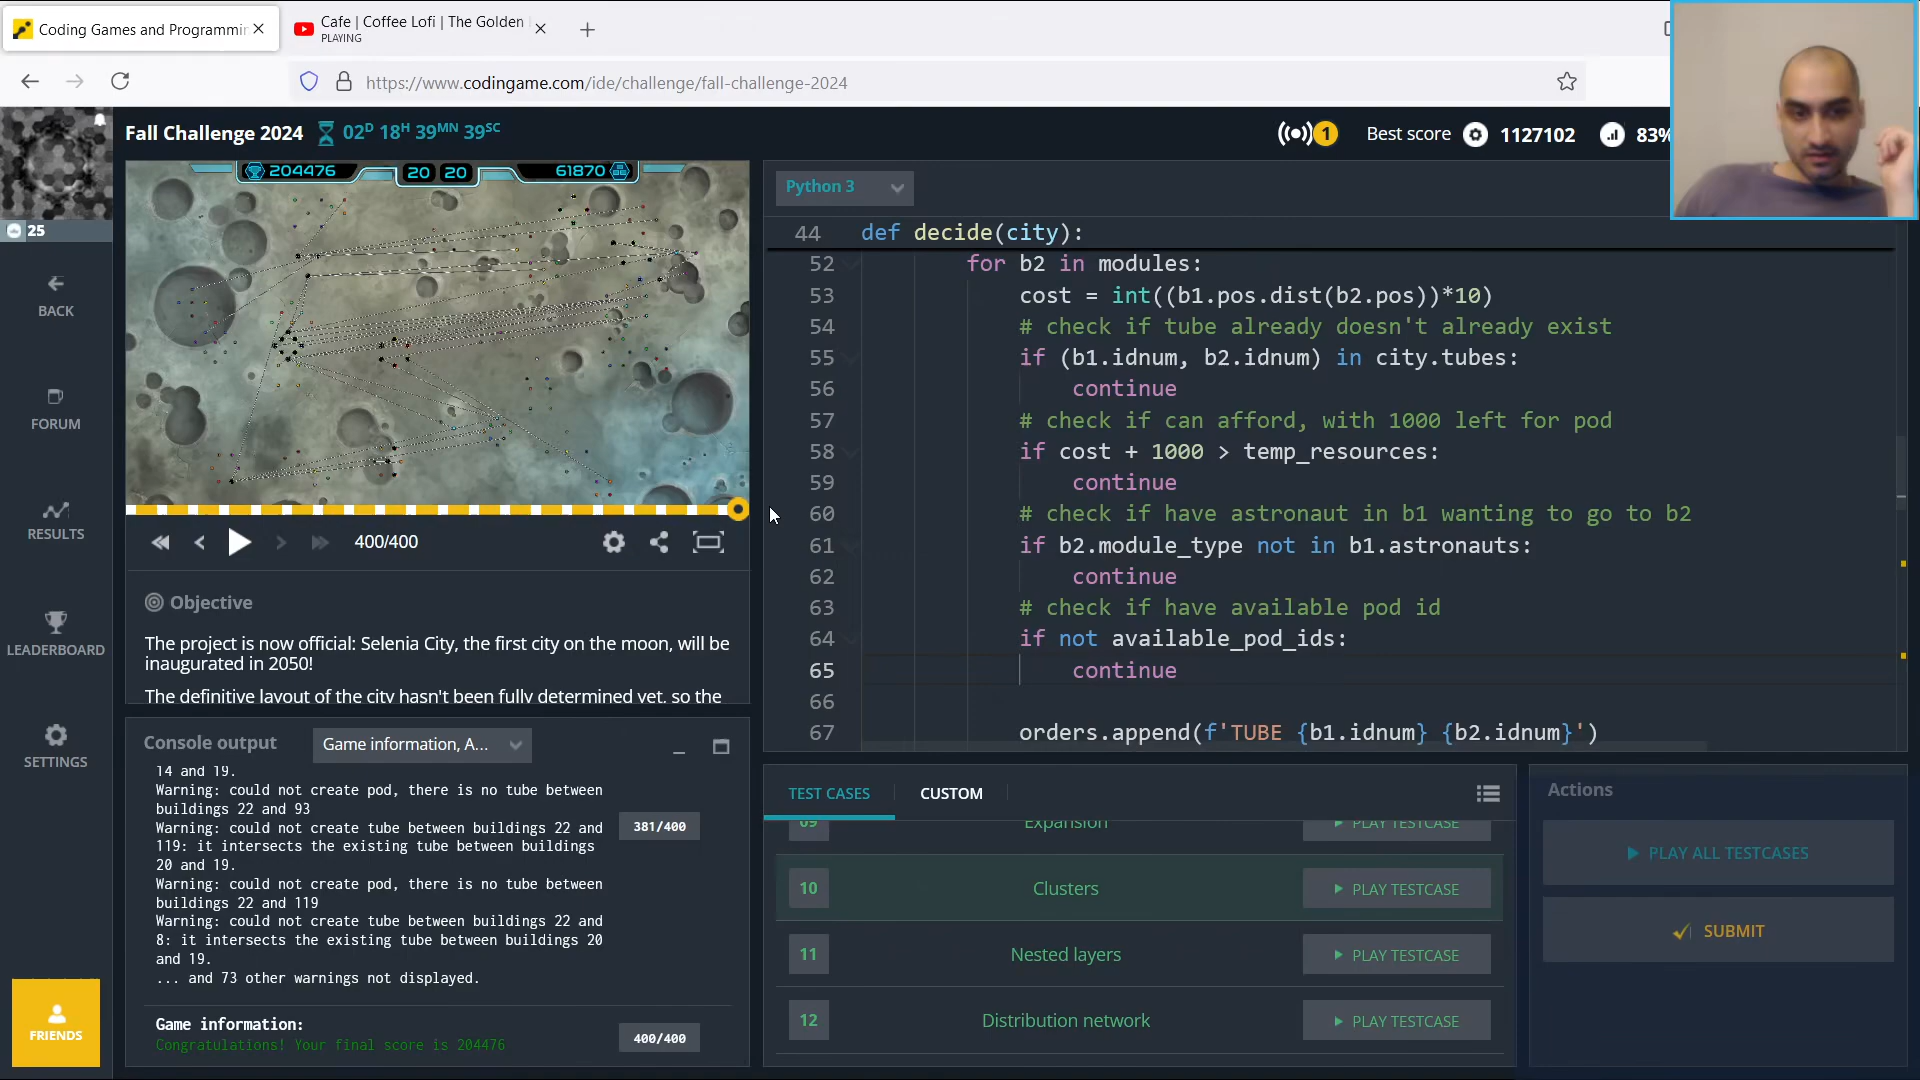 Coding Games and Programmin
Cafe | Coffee Lofi | The Golden
PLAYING
https://www.codingame.com/ide/challenge/fall-challenge-2024
Fall Challenge 2024
02D 18H 39MN 39SC
1
Best score
1127102
83%
25
BACK
FORUM
RESULTS
LEADERBOARD
SETTINGS
FRIENDS
204476
20 20
61870
400/400
Objective
The project is now official: Selenia City, the first city on the moon, will be
inaugurated in 2050!
The definitive layout of the city hasn't been fully determined yet, so the
Console output
Game information, A...
14 and 19.
Warning: could not create pod, there is no tube between
buildings 22 and 93
Warning: could not create tube between buildings 22 and
119: it intersects the existing tube between buildings
20 and 19.
Warning: could not create pod, there is no tube between
buildings 22 and 119
Warning: could not create tube between buildings 22 and
8: it intersects the existing tube between buildings 20
and 19.
... and 73 other warnings not displayed.
381/400
Game information:
Congratulations! Your final score is 204476
400/400
Python 3
44 def decide(city):
52 for b2 in modules:
53 cost = int((b1.pos.dist(b2.pos))*10)
54 # check if tube already doesn't already exist
55 if (b1.idnum, b2.idnum) in city.tubes:
56 continue
57 # check if can afford, with 1000 left for pod
58 if cost + 1000 > temp_resources:
59 continue
60 # check if have astronaut in b1 wanting to go to b2
61 if b2.module_type not in b1.astronauts:
62 continue
63 # check if have available pod id
64 if not available_pod_ids:
65 continue
66
67 orders.append(f'TUBE {b1.idnum} {b2.idnum}')
TEST CASES
CUSTOM
09 Expansion PLAY TESTCASE
10 Clusters PLAY TESTCASE
11 Nested layers PLAY TESTCASE
12 Distribution network PLAY TESTCASE
Actions
PLAY ALL TESTCASES
SUBMIT